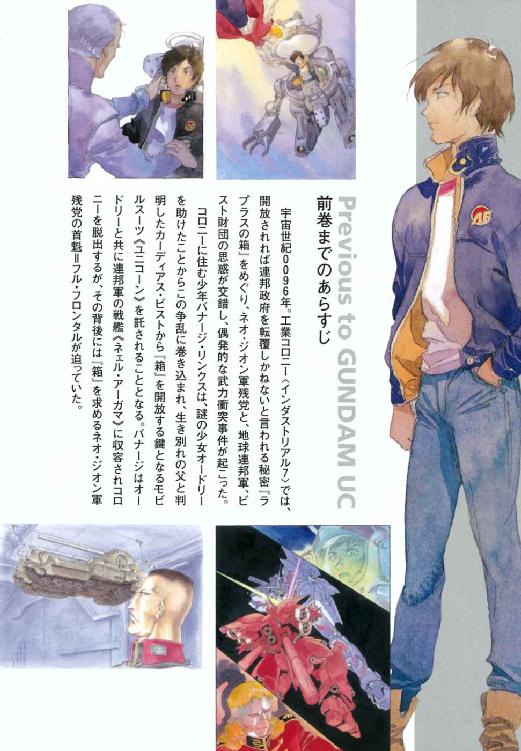 Previous to GUNDAM UC
前巻までのあらすじ
宇宙世紀0096年。工業コロニー〈インダストリアル7〉では、
開放されれば連邦政府を転覆しかねないと言われる秘密『ラ
プラスの箱』をめぐり、ネオ・ジオン軍残党と、地球連邦軍、ビ
スト財団の思惑が交錯し、偶発的な武力衝突事件が起こった。
コロニーに住む少年バナージ・リンクスは、謎の少女オードリー
を助けたことからこの争乱に巻き込まれ、生き別れの父と判
明したカーディアス・ビストから『箱』を開放する鍵となるモビ
ルスーツ《ユニコーン》を託されることとなる。バナージはオー
ドリーと共に連邦軍の戦艦《ネェル・アーガマ》に収容されコロ
ニーを脱出するが、その背後には『箱』を求めるネオ・ジオン軍
残党の首魁＝フル・フロンタルが迫っていた。
AE